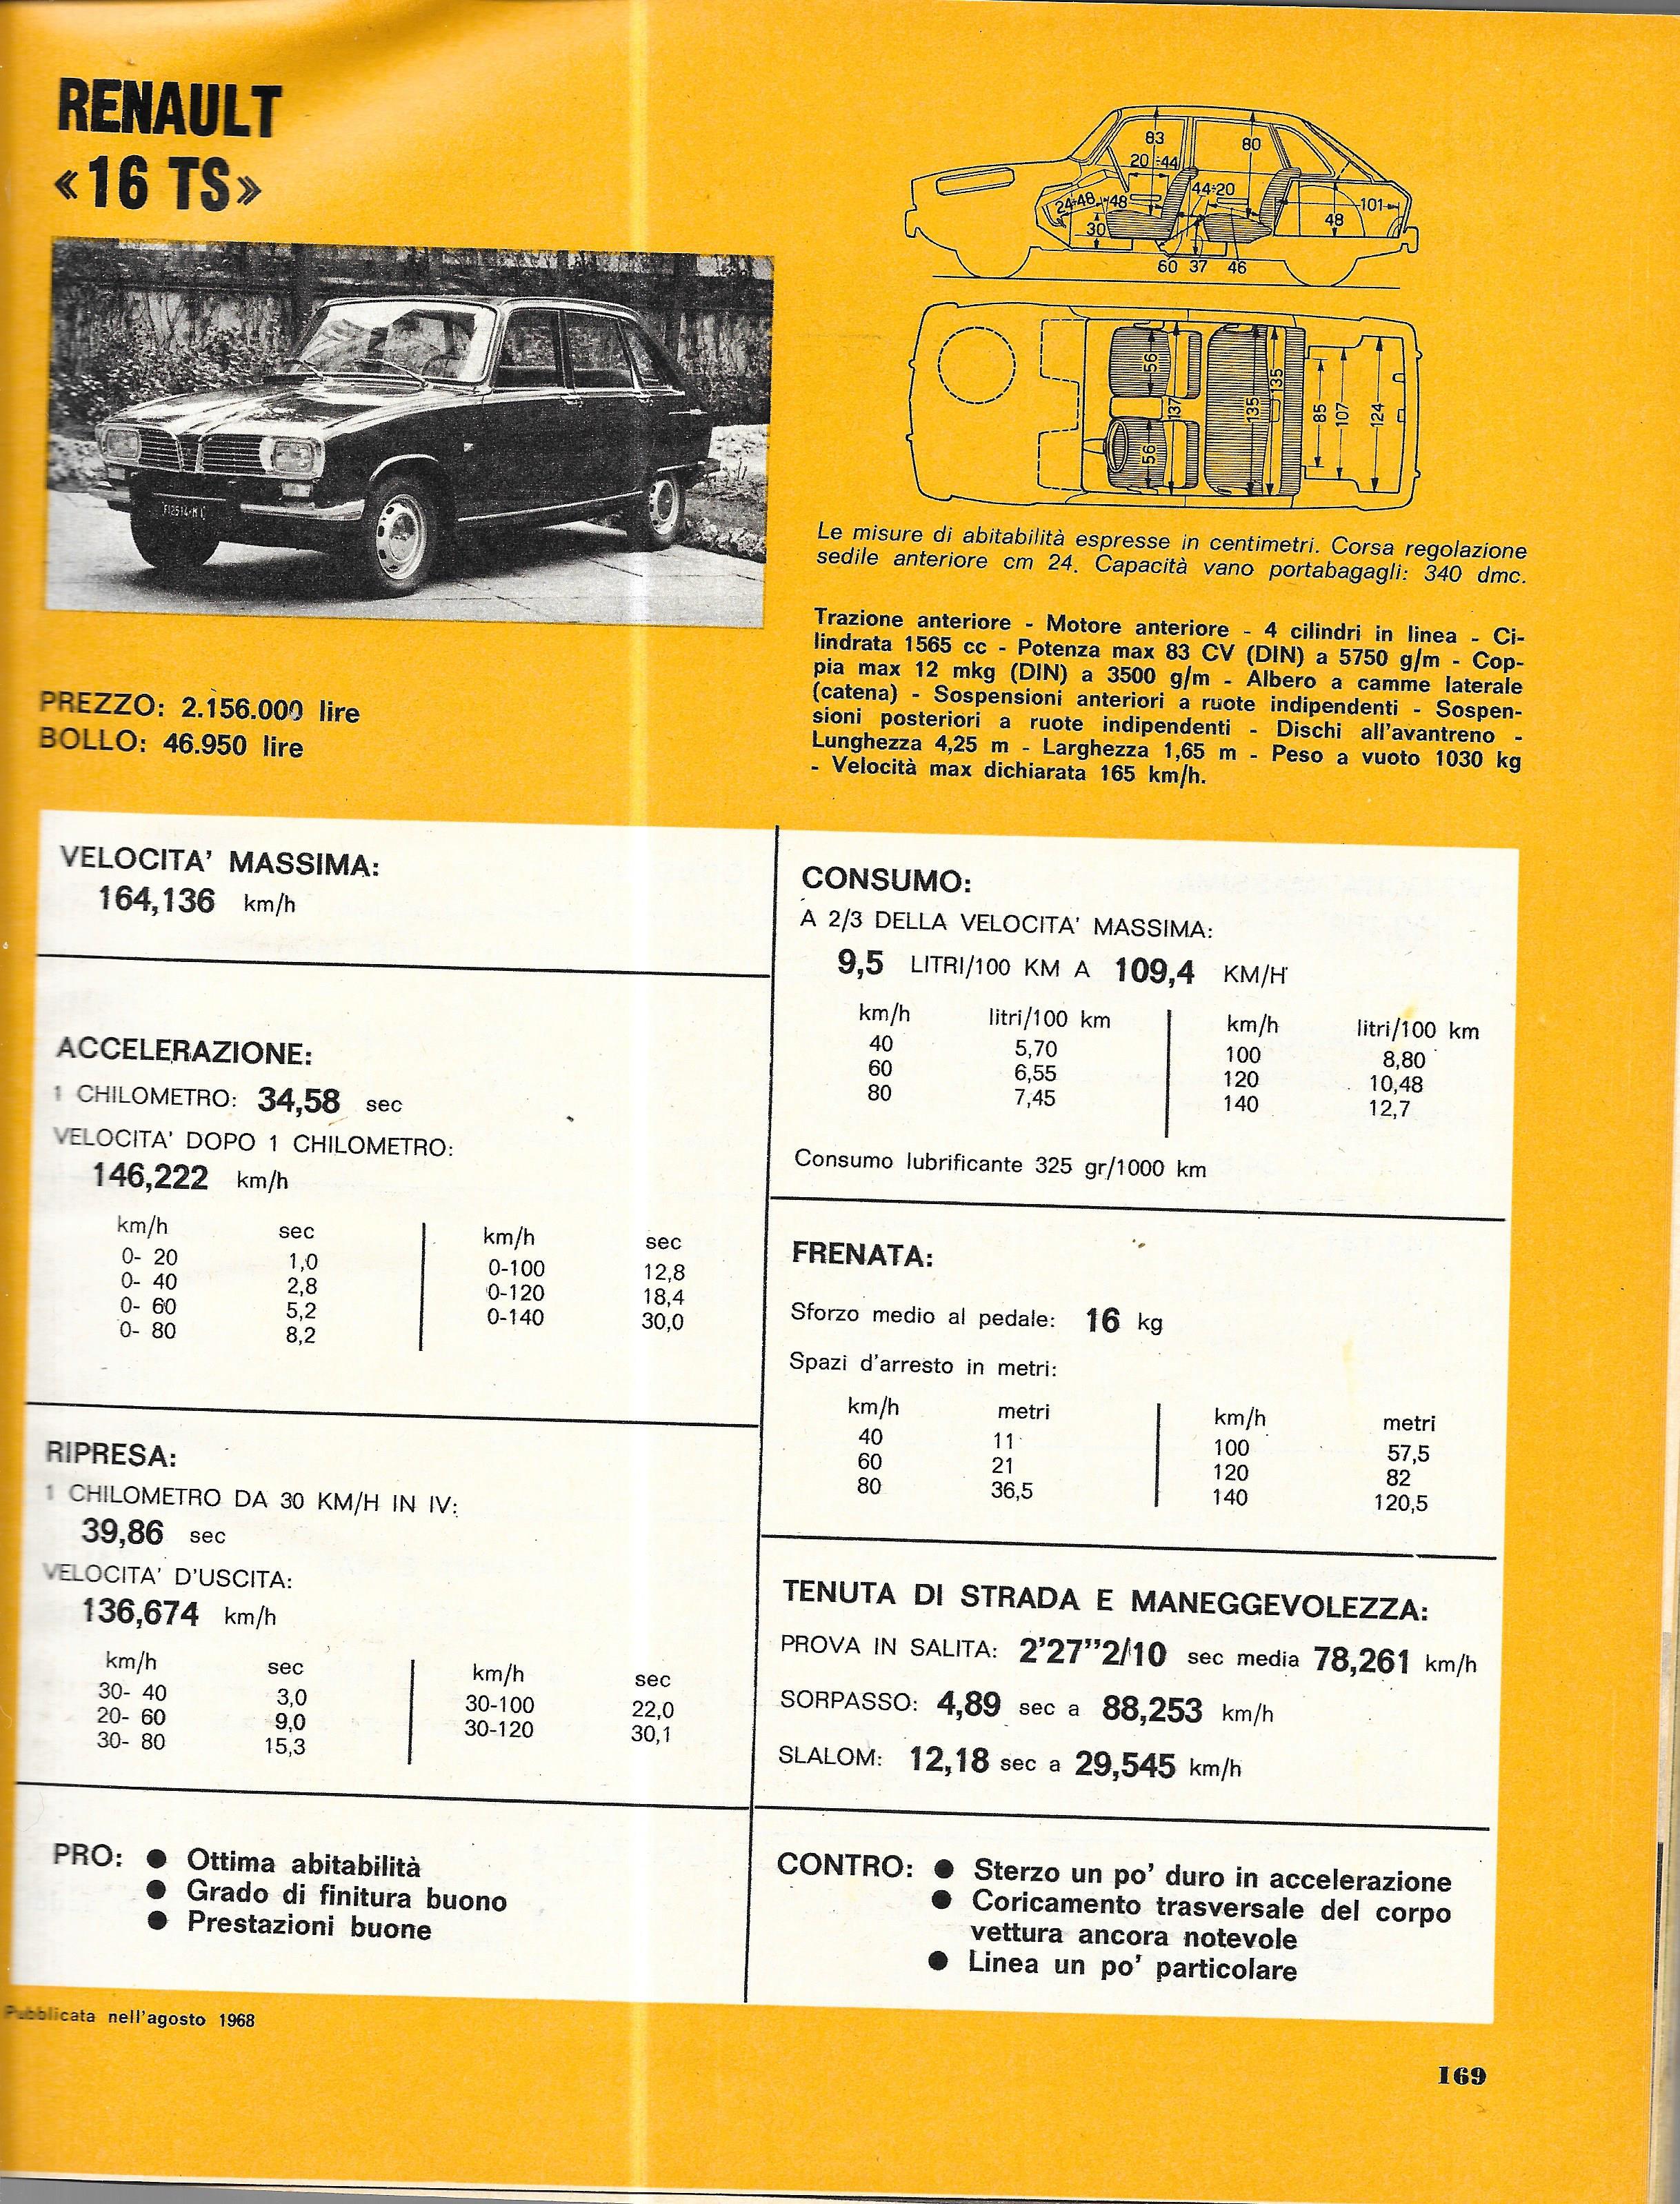 RENAULT
«16 TS»
83
80
20÷44
44÷20
24÷48
48
30
101
48
60 37 46
56
56
137
135
135
85
107
124
Le misure di abitabilità espresse in centimetri. Corsa regolazione
sedile anteriore cm 24. Capacità vano portabagagli: 340 dmc.
Trazione anteriore - Motore anteriore - 4 cilindri in linea - Ci-
lindrata 1565 cc - Potenza max 83 CV (DIN) a 5750 g/m - Cop-
pia max 12 mkg (DIN) a 3500 g/m - Albero a camme laterale
(catena) - Sospensioni anteriori a ruote indipendenti - Sospen-
sioni posteriori a ruote indipendenti - Dischi all'avantreno -
Lunghezza 4,25 m - Larghezza 1,65 m - Peso a vuoto 1030 kg
- Velocità max dichiarata 165 km/h.
PREZZO: 2.156.000 lire
BOLLO: 46.950 lire
VELOCITA' MASSIMA:
164,136 km/h
ACCELERAZIONE:
1 CHILOMETRO: 34,58 sec
VELOCITA' DOPO 1 CHILOMETRO:
146,222 km/h
km/h sec km/h sec
0- 20 1,0 0-100 12,8
0- 40 2,8 0-120 18,4
0- 60 5,2 0-140 30,0
0- 80 8,2
RIPRESA:
1 CHILOMETRO DA 30 KM/H IN IV:
39,86 sec
VELOCITA' D'USCITA:
136,674 km/h
km/h sec km/h sec
30- 40 3,0 30-100 22,0
20- 60 9,0 30-120 30,1
30- 80 15,3
PRO: ● Ottima abitabilità
● Grado di finitura buono
● Prestazioni buone
CONSUMO:
A 2/3 DELLA VELOCITA' MASSIMA:
9,5 LITRI/100 KM A 109,4 KM/H
km/h litri/100 km km/h litri/100 km
40 5,70 100 8,80
60 6,55 120 10,48
80 7,45 140 12,7
Consumo lubrificante 325 gr/1000 km
FRENATA:
Sforzo medio al pedale: 16 kg
Spazi d'arresto in metri:
km/h metri km/h metri
40 11 100 57,5
60 21 120 82
80 36,5 140 120,5
TENUTA DI STRADA E MANEGGEVOLEZZA:
PROVA IN SALITA: 2'27''2/10 sec media 78,261 km/h
SORPASSO: 4,89 sec a 88,253 km/h
SLALOM: 12,18 sec a 29,545 km/h
CONTRO: ● Sterzo un po' duro in accelerazione
● Coricamento trasversale del corpo
vettura ancora notevole
● Linea un po' particolare
Pubblicata nell'agosto 1968
169